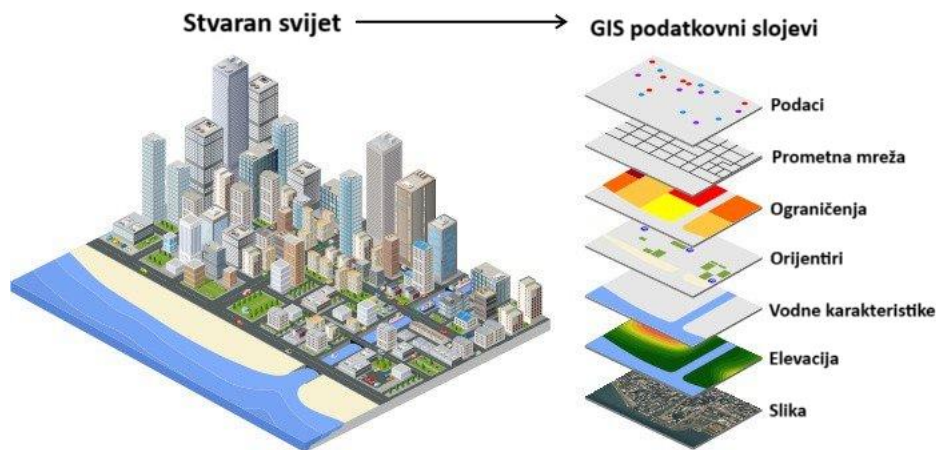 Stvaran svijet
GIS podatkovni slojevi
Podaci
Prometna mreža
Ograničenja
Orijentiri
Vodne karakteristike
Elevacija
Slika